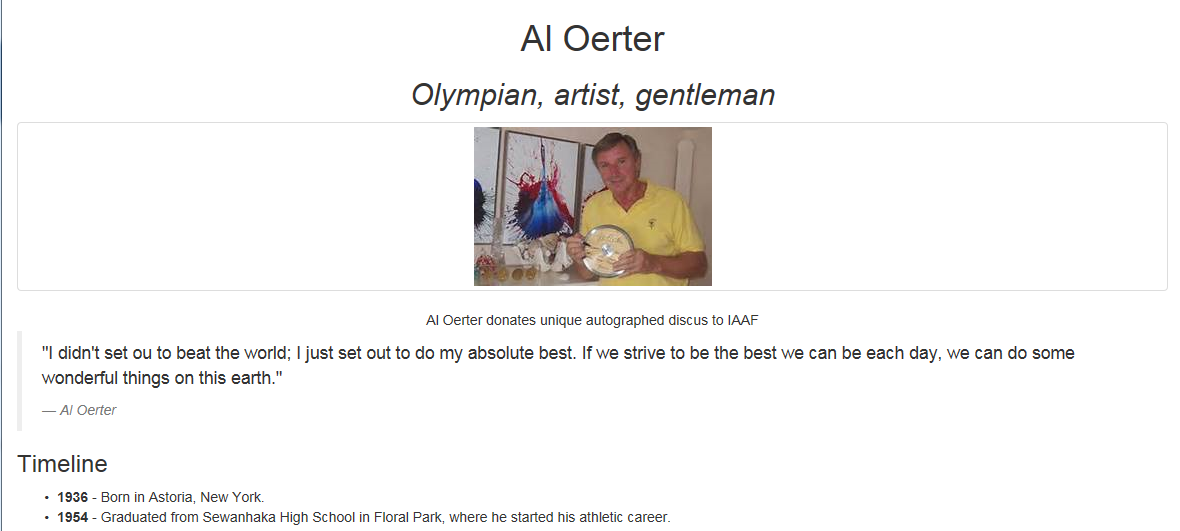 Al Oerter
Olympian, artist, gentleman
Al Oerter donates unique autographed discus to IAAF
"I didn't set ou to beat the world; I just set out to do my absolute best. If we strive to be the best we can be each day, we can do some
wonderful things on this earth."
— Al Oerter
Timeline
• 1936 - Born in Astoria, New York.
• 1954 - Graduated from Sewanhaka High School in Floral Park, where he started his athletic career.